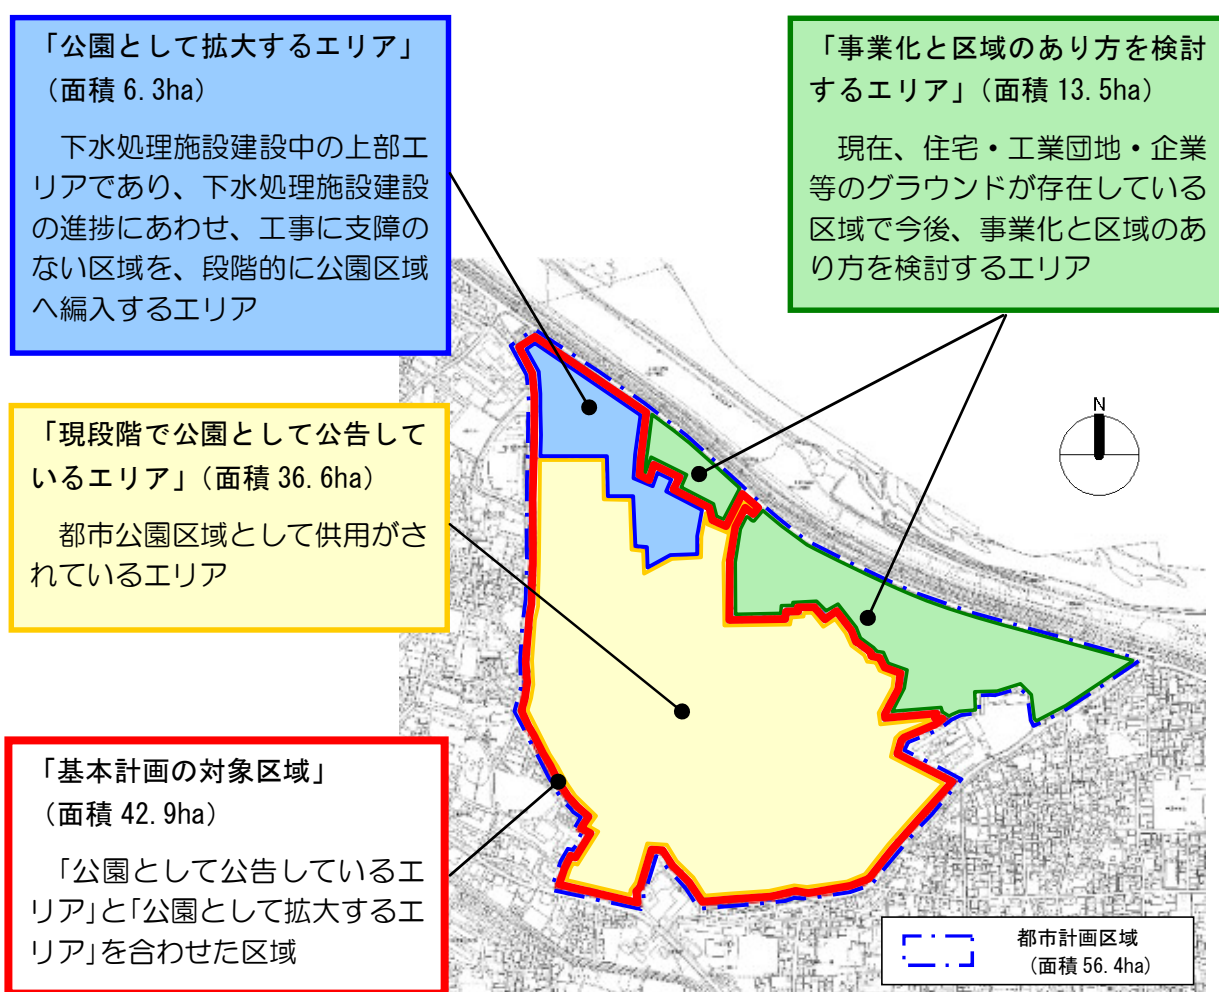 「公園として拡大するエリア」
（面積 6.3ha）
下水処理施設建設中の上部エ
リアであり、下水処理施設建設
の進捗にあわせ、工事に支障の
ない区域を、段階的に公園区域
へ編入するエリア
「事業化と区域のあり方を検討
するエリア」（面積 13.5ha）
現在、住宅・工業団地・企業
等のグラウンドが存在している
区域で今後、事業化と区域のあ
り方を検討するエリア
N
「現段階で公園として公告して
いるエリア」（面積 36.6ha）
都市公園区域として供用がさ
れているエリア
「基本計画の対象区域」
（面積 42.9ha）
「公園として公告しているエ
リア」と「公園として拡大するエ
リア」を合わせた区域
都市計画区域
（面積 56.4ha）